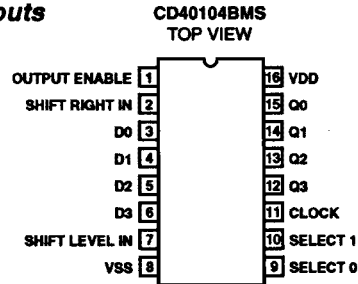 outs
CD40104BMS
TOP VIEW
OUTPUT ENABLE 1
16 VDD
SHIFT RIGHT IN 2
15 Q0
D0 3
14 Q1
D1 4
13 Q2
D2 5
12 Q3
D3 6
11 CLOCK
SHIFT LEVEL IN 7
10 SELECT 1
VSS 8
9 SELECT 0